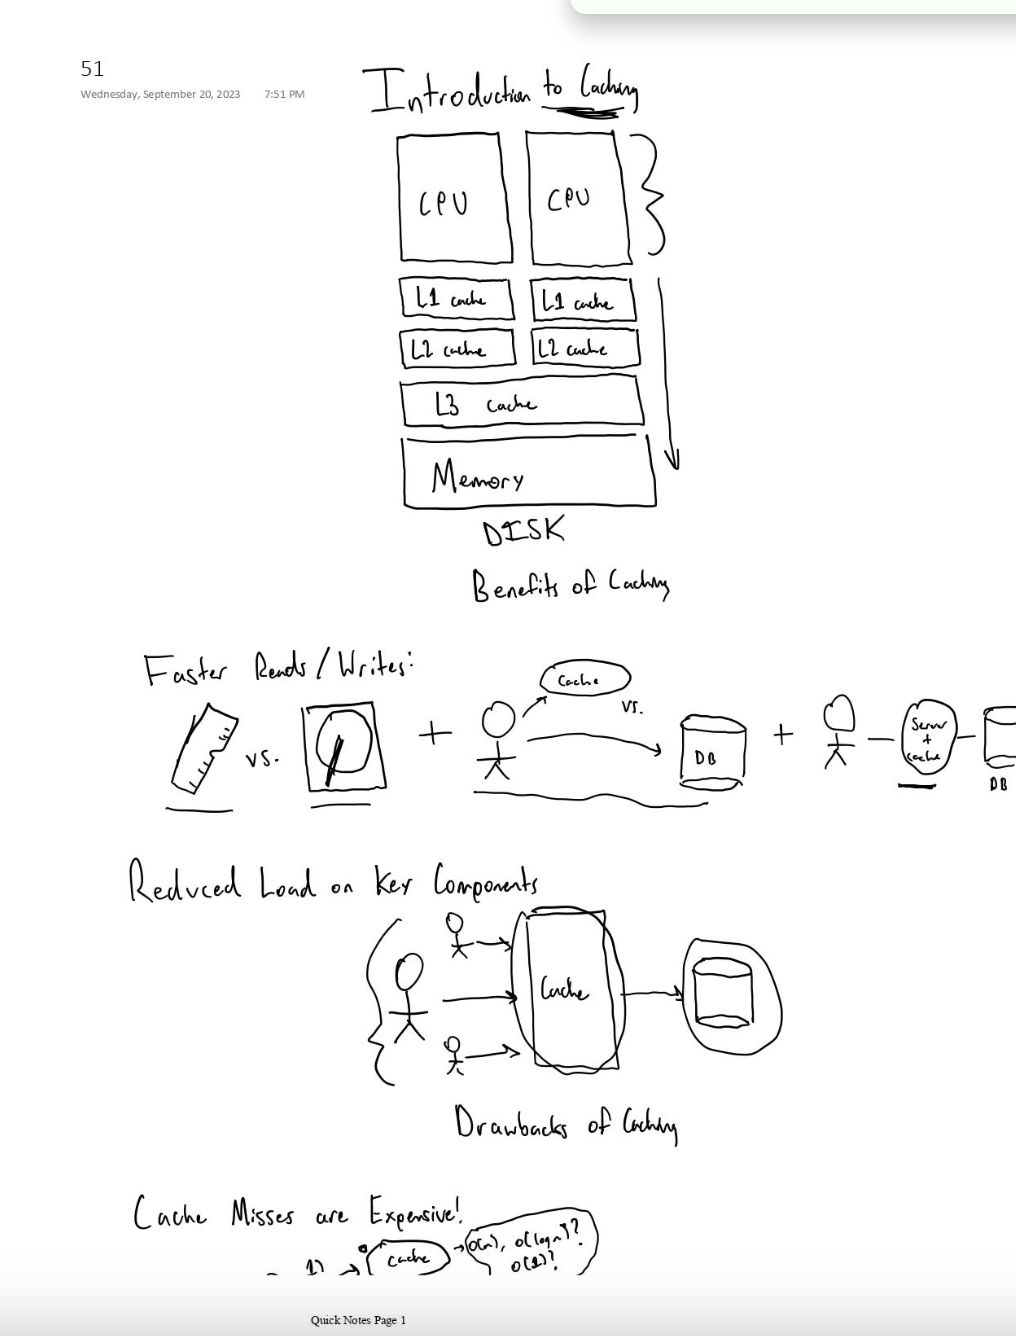 51
Wednesday, September 20, 2023 7:51 PM
Introduction to Caching
CPU CPU
L1 cache L1 cache
L2 cache L2 cache
L3 cache
Memory
DISK
Benefits of Caching
Faster Reads/Writes:
vs. + Cache vs. DB + Server + cache DB
Reduced Load on Key Components
Cache
Drawbacks of Caching
Cache Misses are Expensive!
1) cache O(n), O(log n)?
O(1)?
Quick Notes Page 1